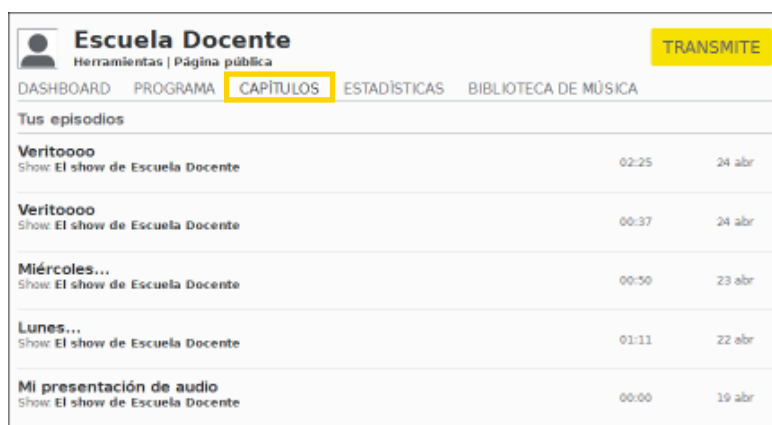 Escuela Docente
Herramientas | Página pública
TRANSMITE
DASHBOARD PROGRAMA CAPÍTULOS ESTADÍSTICAS BIBLIOTECA DE MÚSICA
Tus episodios
Veritoooo
Show: El show de Escuela Docente
02:25 24 abr
Veritoooo
Show: El show de Escuela Docente
00:37 24 abr
Miércoles...
Show: El show de Escuela Docente
00:50 23 abr
Lunes...
Show: El show de Escuela Docente
01:11 22 abr
Mi presentación de audio
Show: El show de Escuela Docente
00:00 19 abr